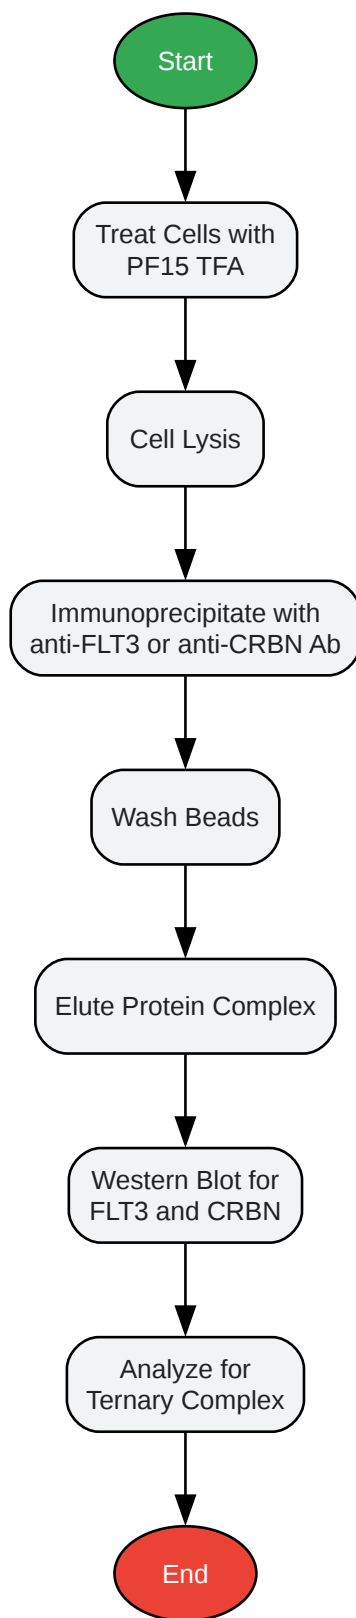 Start
Treat Cells with
PF15 TFA
Cell Lysis
Immunoprecipitate with
anti-FLT3 or anti-CRBN Ab
Wash Beads
Elute Protein Complex
Western Blot for
FLT3 and CRBN
Analyze for
Ternary Complex
End